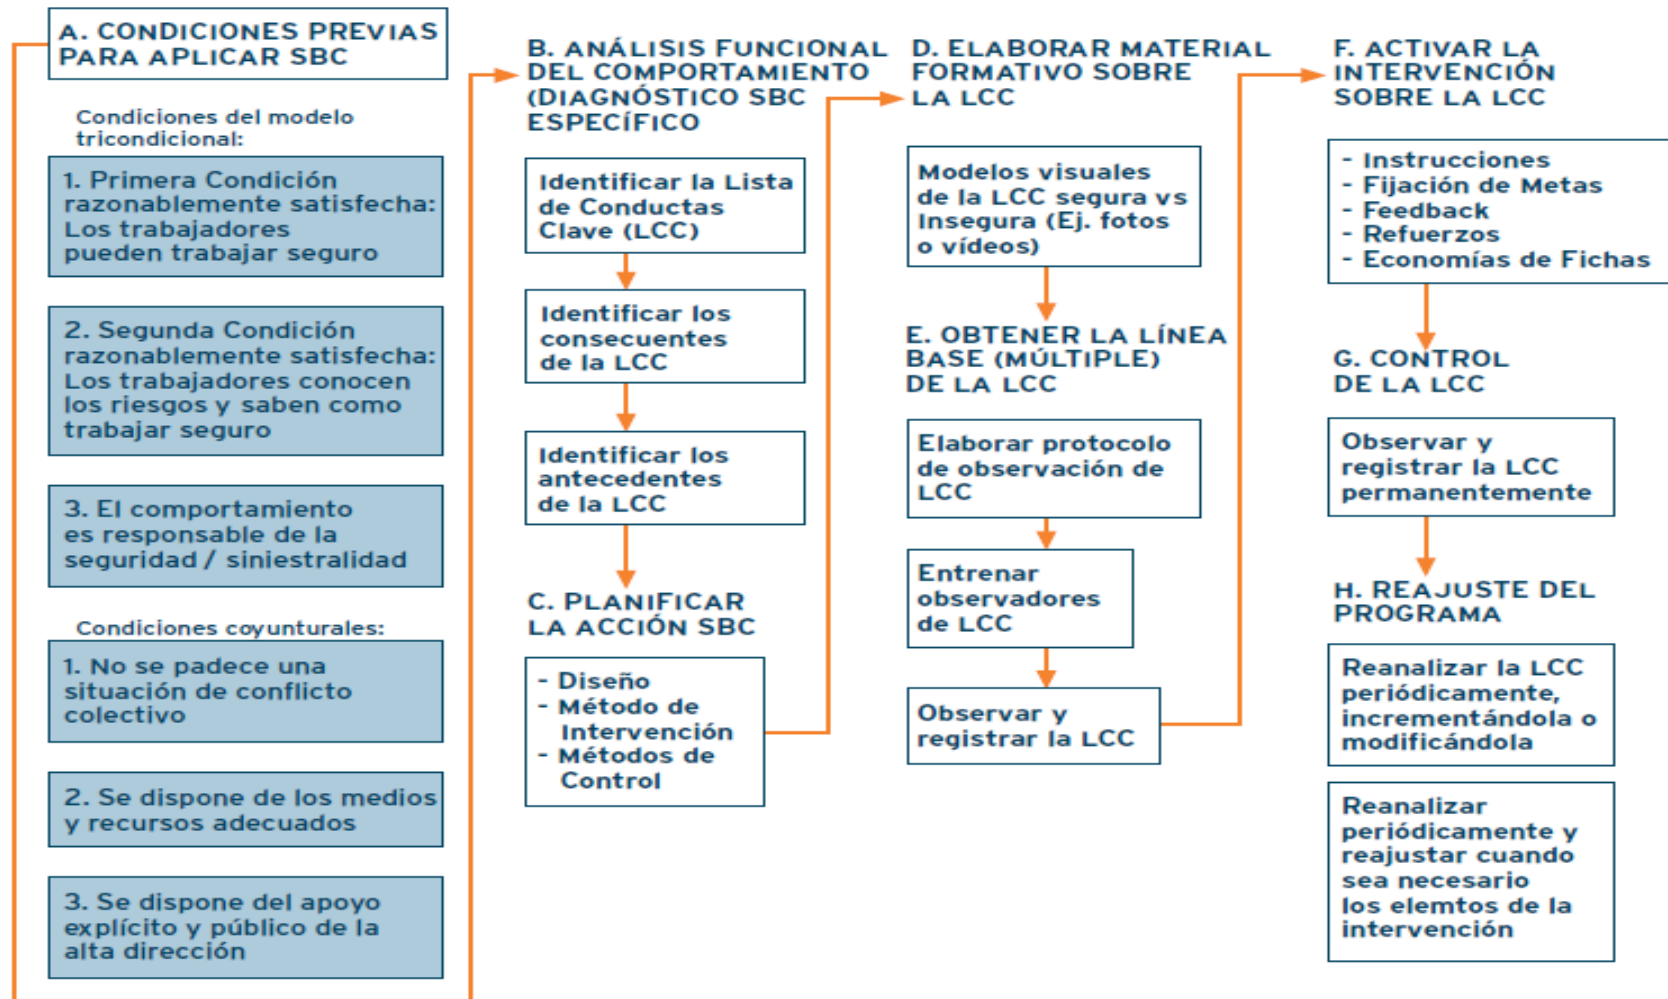 A. CONDICIONES PREVIAS
PARA APLICAR SBC
Condiciones del modelo
tricondicional:
1. Primera Condición
razonablemente satisfecha:
Los trabajadores
pueden trabajar seguro
2. Segunda Condición
razonablemente satisfecha:
Los trabajadores conocen
los riesgos y saben como
trabajar seguro
3. El comportamiento
es responsable de la
seguridad / siniestralidad
Condiciones coyunturales:
1. No se padece una
situación de conflicto
colectivo
2. Se dispone de los medios
y recursos adecuados
3. Se dispone del apoyo
explícito y público de la
alta dirección
B. ANÁLISIS FUNCIONAL
DEL COMPORTAMIENTO
(DIAGNÓSTICO SBC
ESPECÍFICO
Identificar la Lista
de Conductas
Clave (LCC)
Identificar los
consecuentes
de la LCC
Identificar los
antecedentes
de la LCC
C. PLANIFICAR
LA ACCIÓN SBC
- Diseño
- Método de
Intervención
- Métodos de
Control
D. ELABORAR MATERIAL
FORMATIVO SOBRE
LA LCC
Modelos visuales
de la LCC segura vs
Insegura (Ej. fotos
o vídeos)
E. OBTENER LA LÍNEA
BASE (MÚLTIPLE)
DE LA LCC
Elaborar protocolo
de observación de
LCC
Entrenar
observadores
de LCC
Observar y
registrar la LCC
F. ACTIVAR LA
INTERVENCIÓN
SOBRE LA LCC
- Instrucciones
- Fijación de Metas
- Feedback
- Refuerzos
- Economías de Fichas
G. CONTROL
DE LA LCC
Observar y
registrar la LCC
permanentemente
H. REAJUSTE DEL
PROGRAMA
Reanalizar la LCC
periódicamente,
incrementándola o
modificándola
Reanalizar
periódicamente y
reajustar cuando
sea necesario
los elemtos de la
intervención